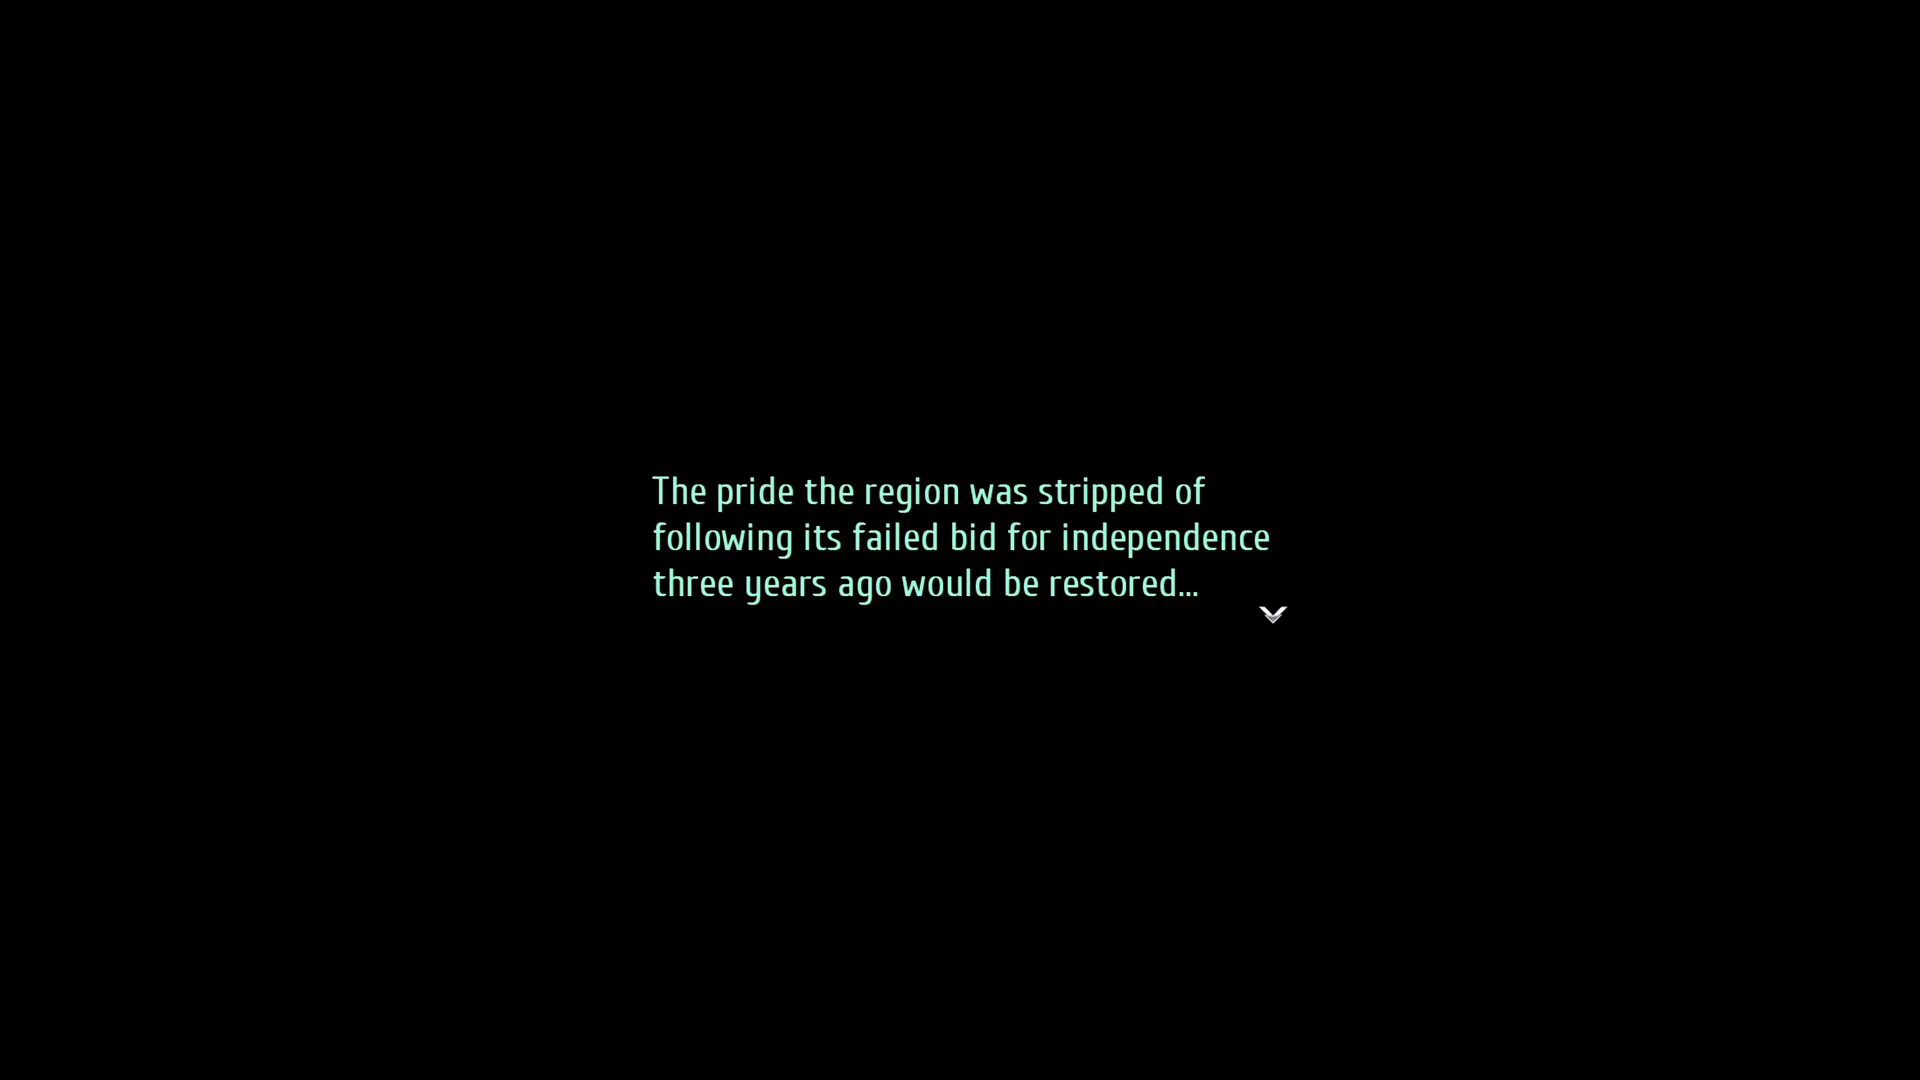 The pride the region was stripped of
following its failed bid for independence
three years ago would be restored...